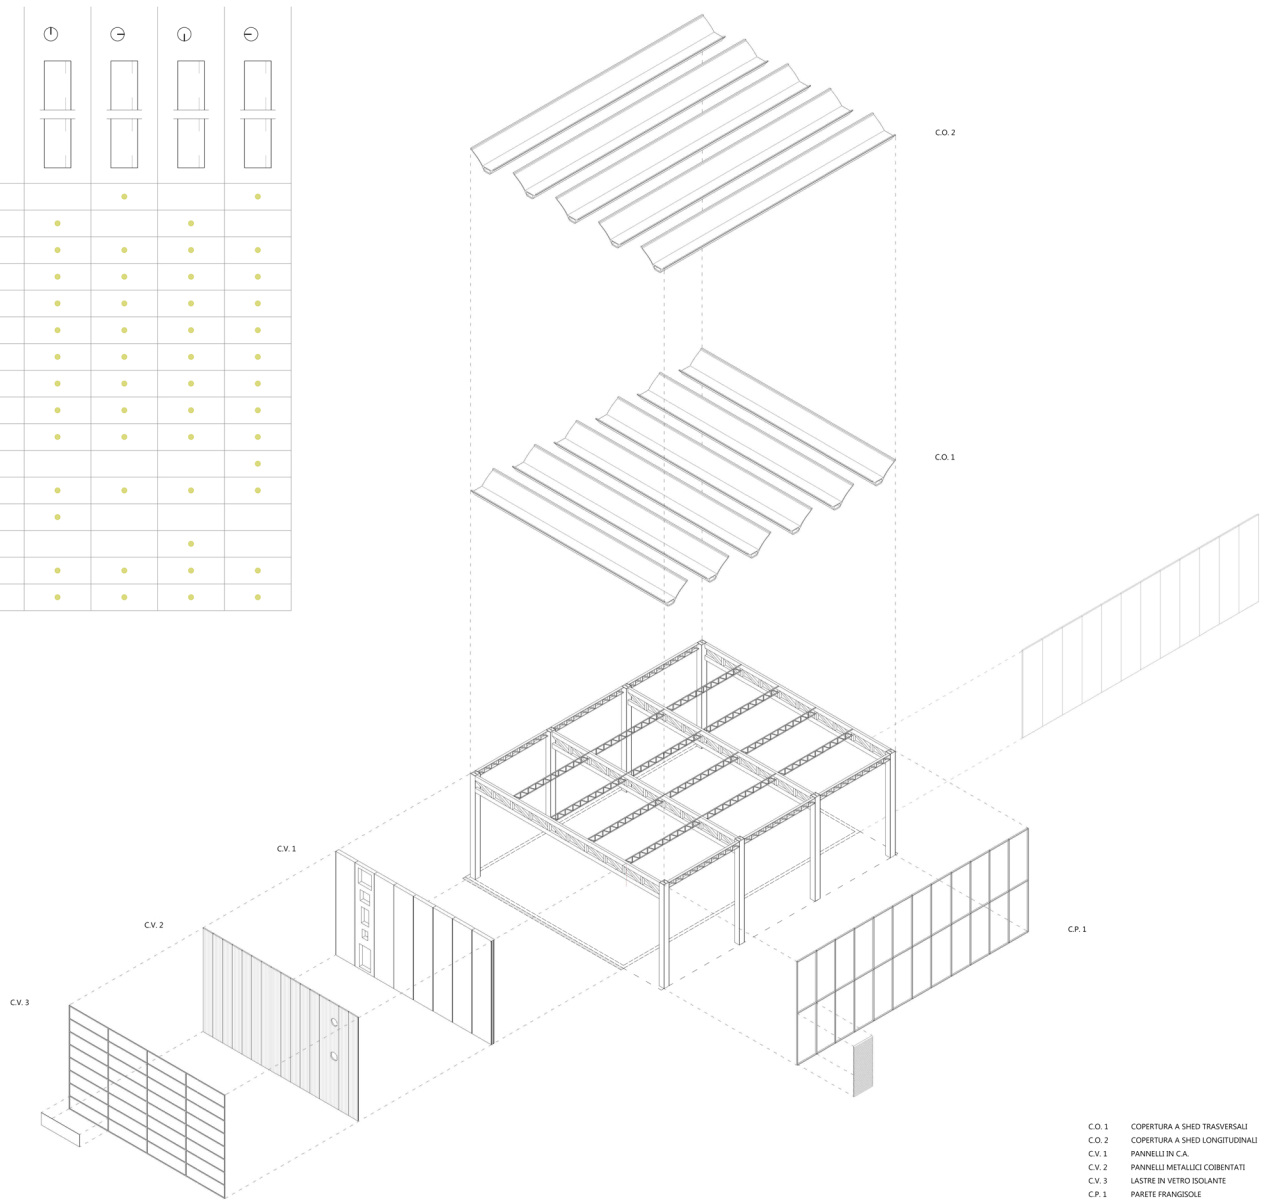 C.O. 2
C.O. 1
C.V. 1
C.V. 2
C.P. 1
C.V. 3
C.O. 1 COPERTURA A SHED TRASVERSALI
C.O. 2 COPERTURA A SHED LONGITUDINALI
C.V. 1 PANNELLI IN C.A.
C.V. 2 PANNELLI METALLICI COIBENTATI
C.V. 3 LASTRE IN VETRO ISOLANTE
C.P. 1 PARETE FRANGISOLE